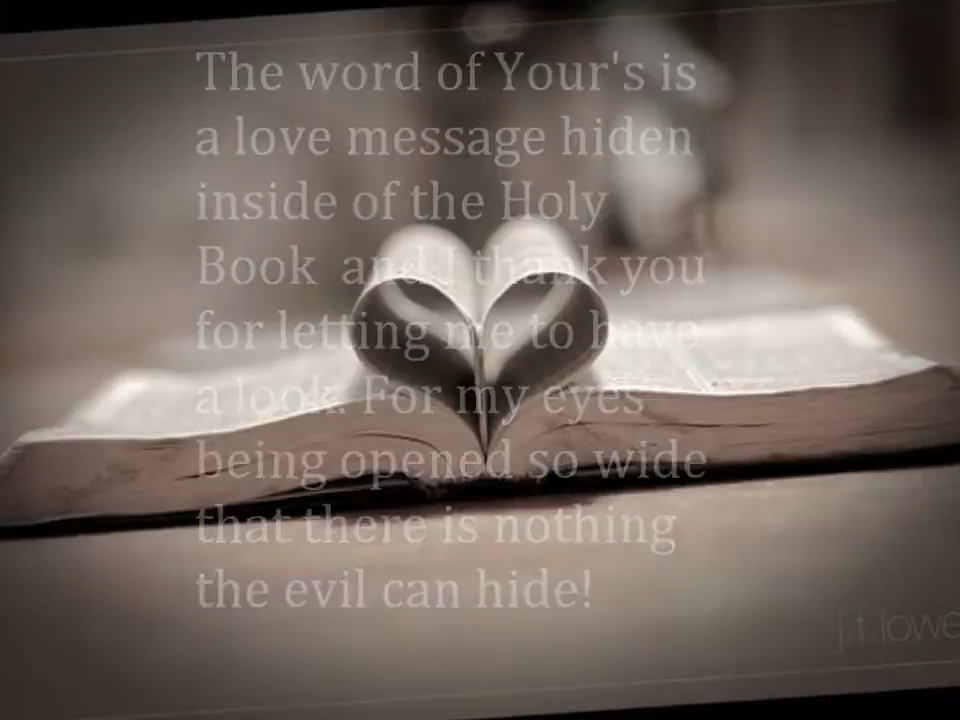 The word of Your's is
a love message hiden
inside of the Holy
Book and I thank you
for letting me to have
a look. For my eyes
being opened so wide
that there is nothing
the evil can hide!